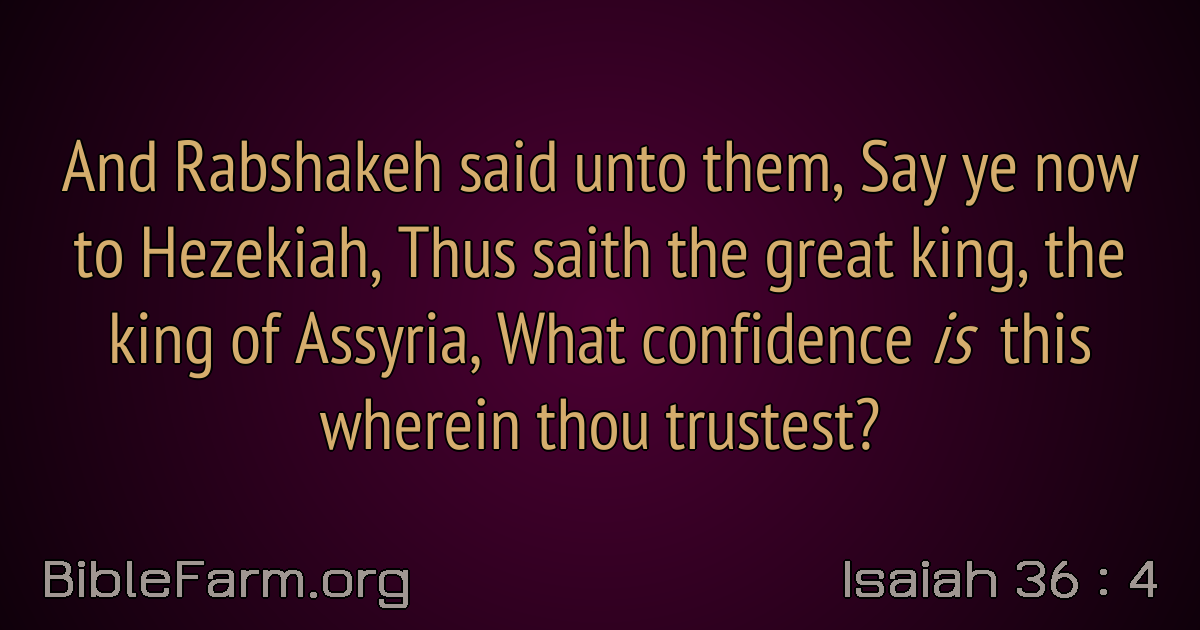 And Rabshakeh said unto them, Say ye now
to Hezekiah, Thus saith the great king, the
king of Assyria, What confidence is this
wherein thou trustest?
BibleFarm.org
Isaiah 36 : 4